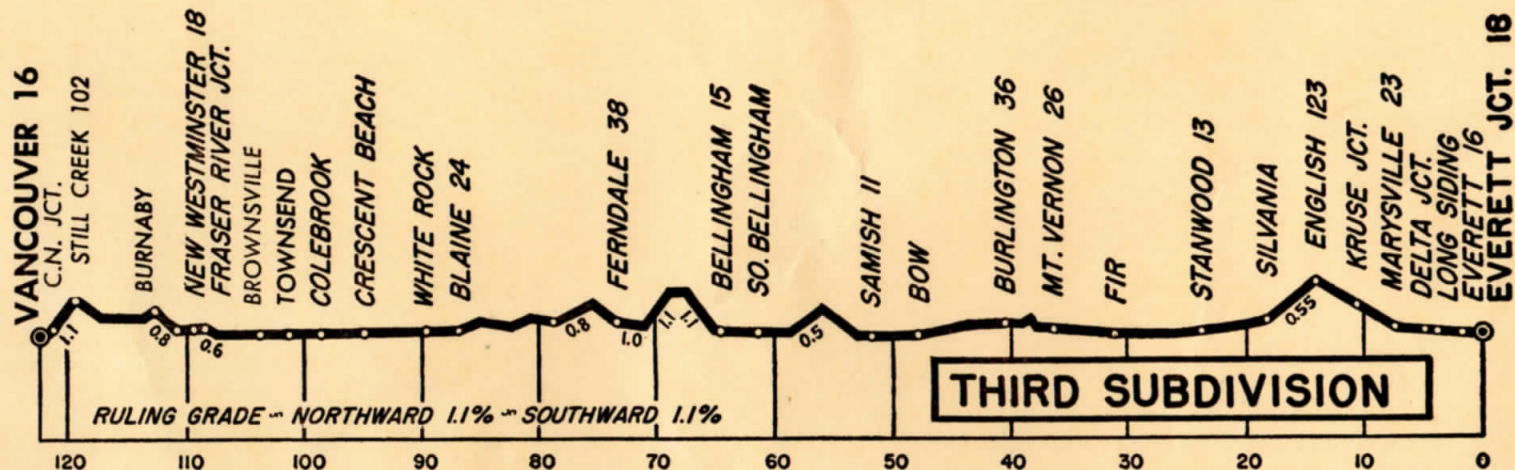 VANCOUVER 16
C.N. JCT.
STILL CREEK 102
BURNABY
NEW WESTMINSTER 18
FRASER RIVER JCT.
BROWNSVILLE
TOWNSEND
COLEBROOK
CRESCENT BEACH
WHITE ROCK
BLAINE 24
FERNDALE 38
BELLINGHAM 15
SO. BELLINGHAM
SAMISH 11
BOW
BURLINGTON 36
MT. VERNON 26
FIR
STANWOOD 13
SILVANIA
ENGLISH 123
KRUSE JCT.
MARYSVILLE 23
DELTA JCT.
LONG SIDING
EVERETT 16
EVERETT JCT. 18
1.1
0.8
0.6
0.8
1.0
1.1
1.1
0.5
0.55
RULING GRADE - NORTHWARD 1.1% - SOUTHWARD 1.1%
THIRD SUBDIVISION
120 110 100 90 80 70 60 50 40 30 20 10 0